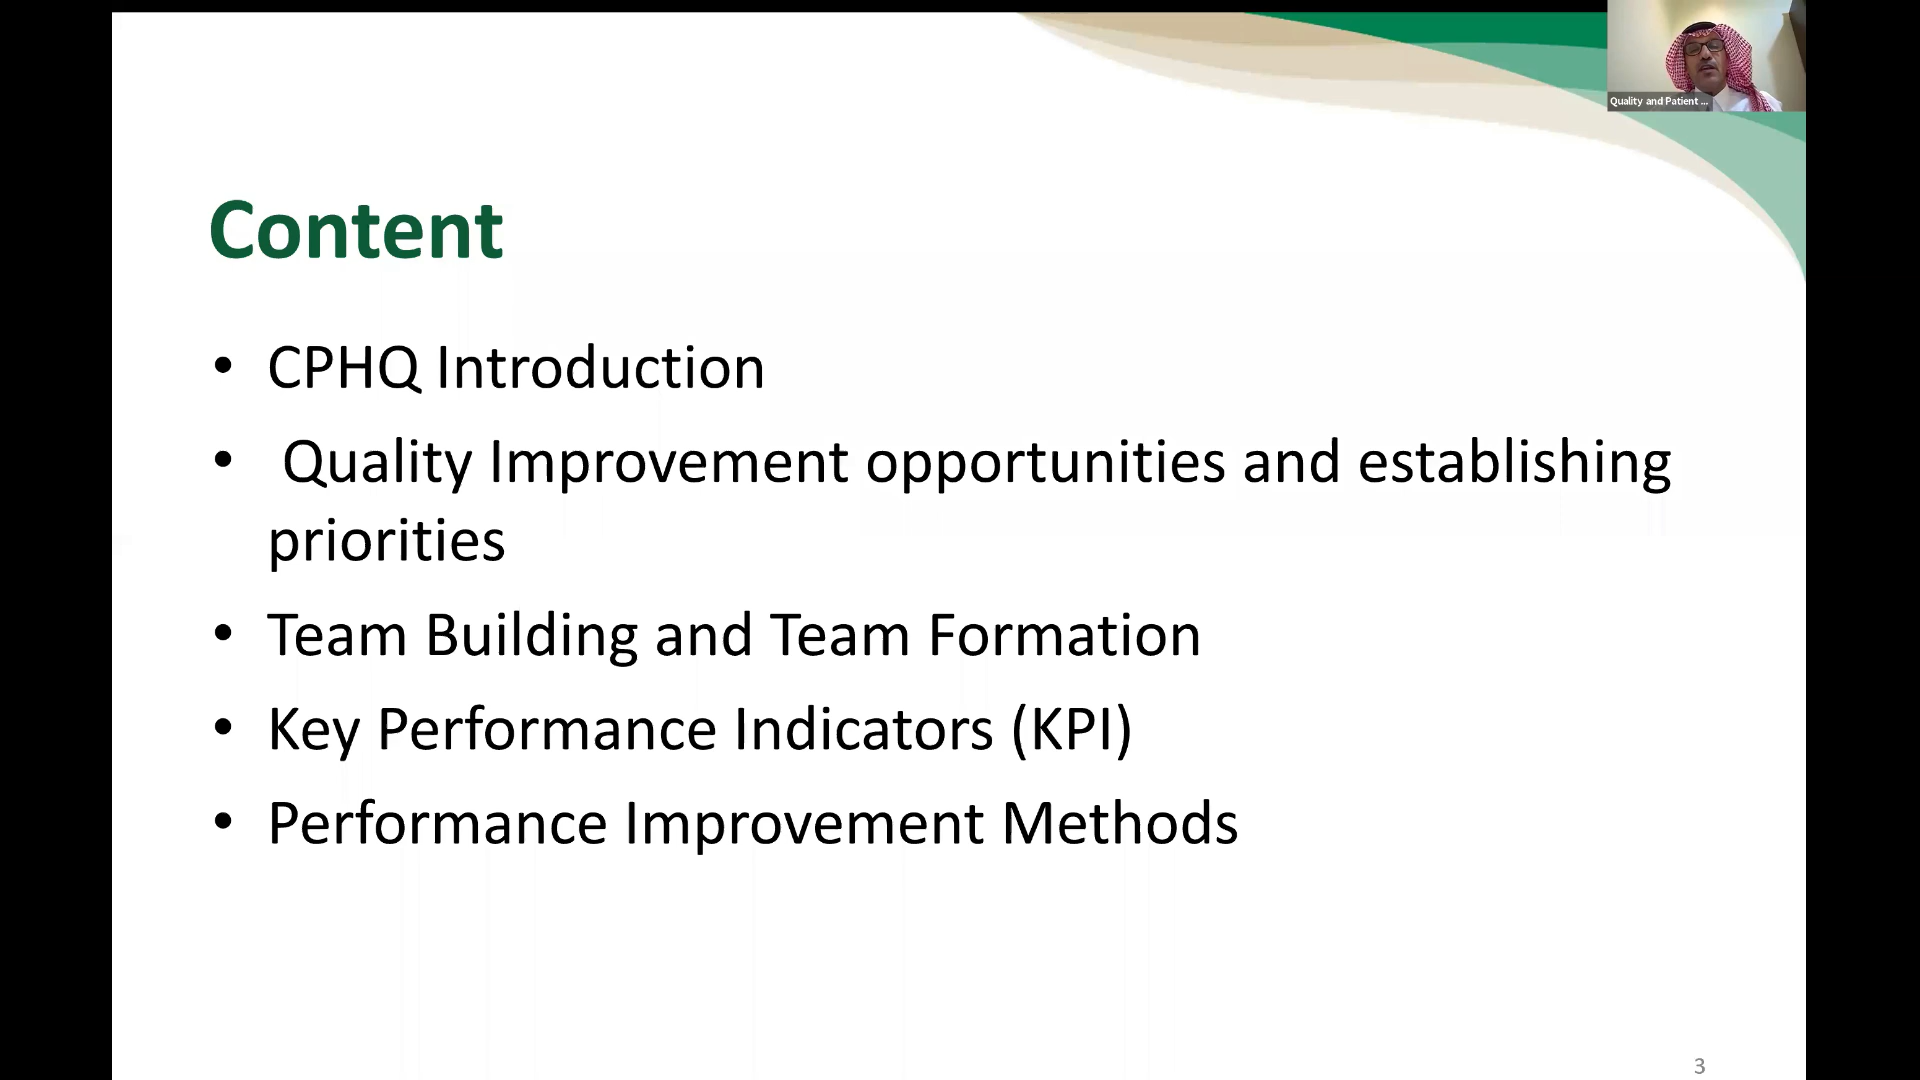 Quality and Patient ...
Content
• CPHQ Introduction
• Quality Improvement opportunities and establishing
priorities
• Team Building and Team Formation
• Key Performance Indicators (KPI)
• Performance Improvement Methods
3